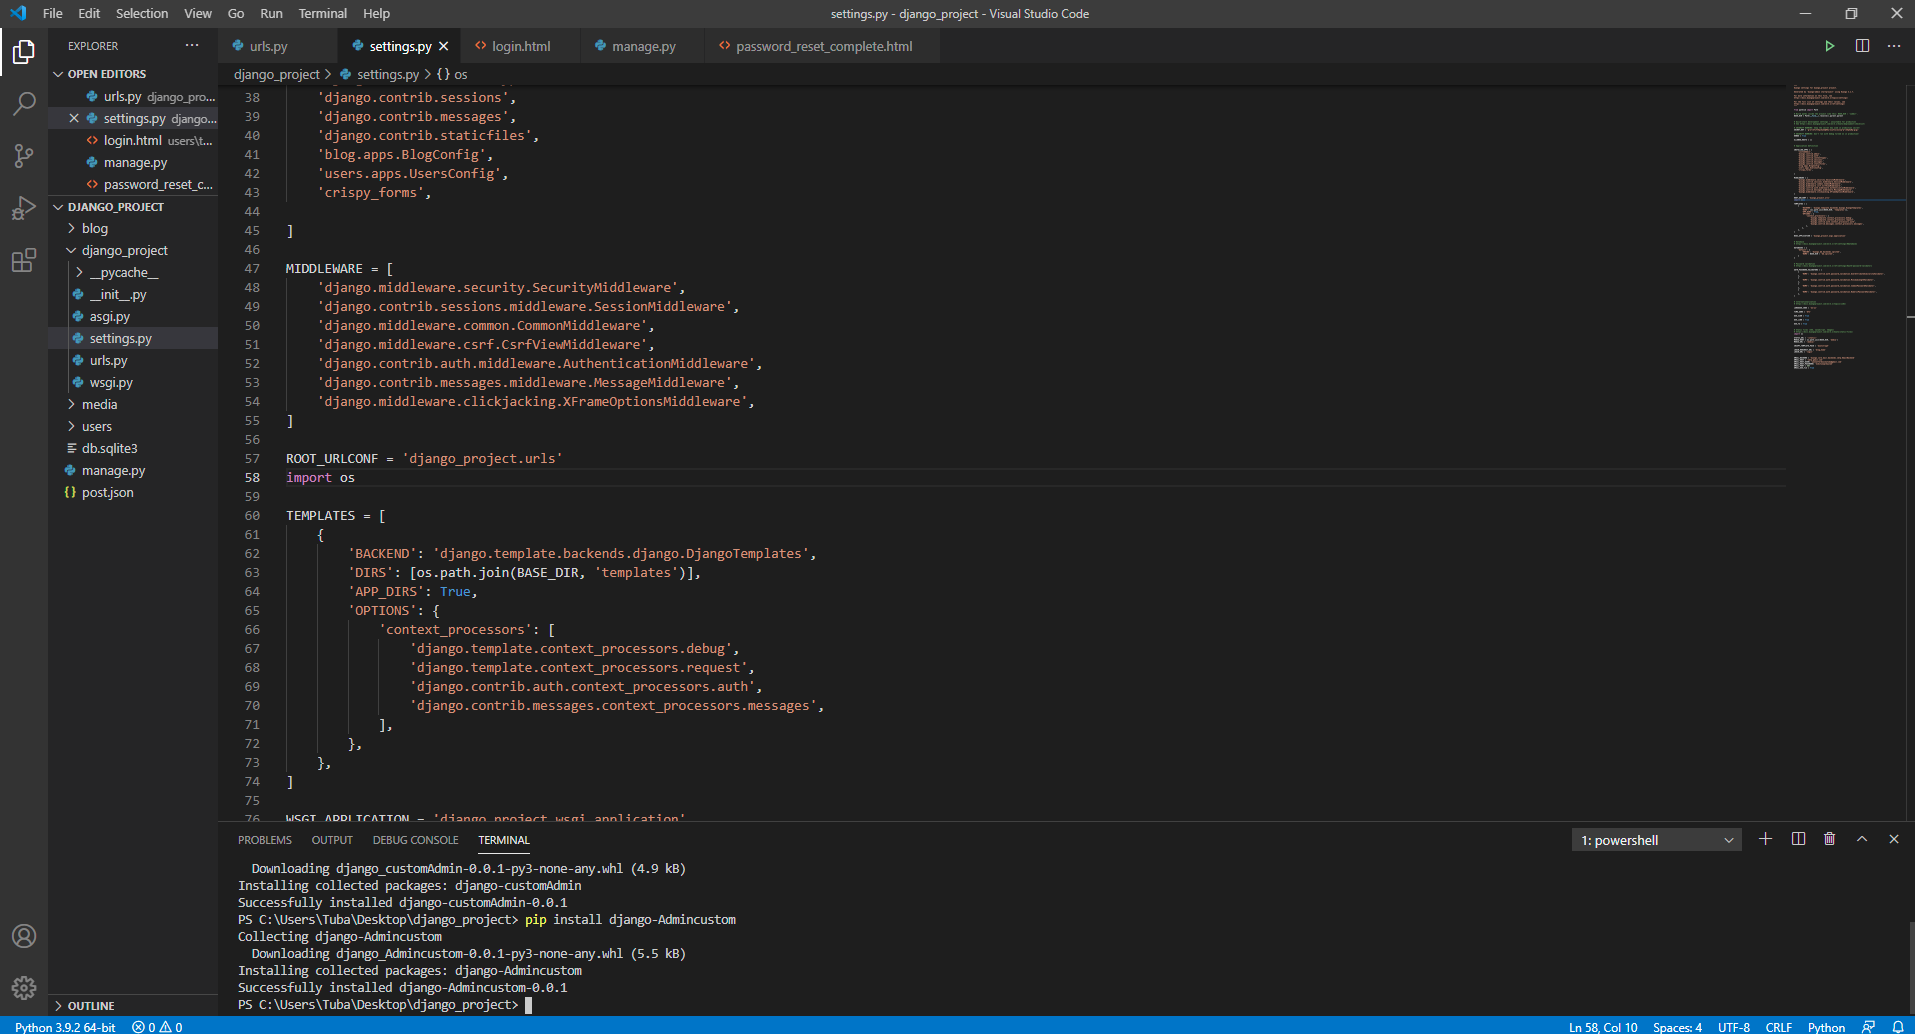 File Edit Selection View Go Run Terminal Help
settings.py - django_project - Visual Studio Code
EXPLORER
urls.py
settings.py
login.html
manage.py
password_reset_complete.html
OPEN EDITORS
urls.py django_pro...
settings.py django...
login.html users\t...
manage.py
password_reset_c...
DJANGO_PROJECT
blog
django_project
__pycache__
__init__.py
asgi.py
settings.py
urls.py
wsgi.py
media
users
db.sqlite3
manage.py
post.json
OUTLINE
django_project > settings.py > {} os
38 'django.contrib.sessions',
39 'django.contrib.messages',
40 'django.contrib.staticfiles',
41 'blog.apps.BlogConfig',
42 'users.apps.UsersConfig',
43 'crispy_forms',
44
45 ]
46
47 MIDDLEWARE = [
48 'django.middleware.security.SecurityMiddleware',
49 'django.contrib.sessions.middleware.SessionMiddleware',
50 'django.middleware.common.CommonMiddleware',
51 'django.middleware.csrf.CsrfViewMiddleware',
52 'django.contrib.auth.middleware.AuthenticationMiddleware',
53 'django.contrib.messages.middleware.MessageMiddleware',
54 'django.middleware.clickjacking.XFrameOptionsMiddleware',
55 ]
56
57 ROOT_URLCONF = 'django_project.urls'
58 import os
59
60 TEMPLATES = [
61 {
62 'BACKEND': 'django.template.backends.django.DjangoTemplates',
63 'DIRS': [os.path.join(BASE_DIR, 'templates')],
64 'APP_DIRS': True,
65 'OPTIONS': {
66 'context_processors': [
67 'django.template.context_processors.debug',
68 'django.template.context_processors.request',
69 'django.contrib.auth.context_processors.auth',
70 'django.contrib.messages.context_processors.messages',
71 ],
72 },
73 },
74 ]
75
76 WSGI_APPLICATION = 'django_project.wsgi.application'
PROBLEMS OUTPUT DEBUG CONSOLE TERMINAL
1: powershell
Downloading django_customAdmin-0.0.1-py3-none-any.whl (4.9 kB)
Installing collected packages: django-customAdmin
Successfully installed django-customAdmin-0.0.1
PS C:\Users\Tuba\Desktop\django_project> pip install django-Admincustom
Collecting django-Admincustom
Downloading django_Admincustom-0.0.1-py3-none-any.whl (5.5 kB)
Installing collected packages: django-Admincustom
Successfully installed django-Admincustom-0.0.1
PS C:\Users\Tuba\Desktop\django_project>
Python 3.9.2 64-bit 0 0
Ln 58, Col 10 Spaces: 4 UTF-8 CRLF Python